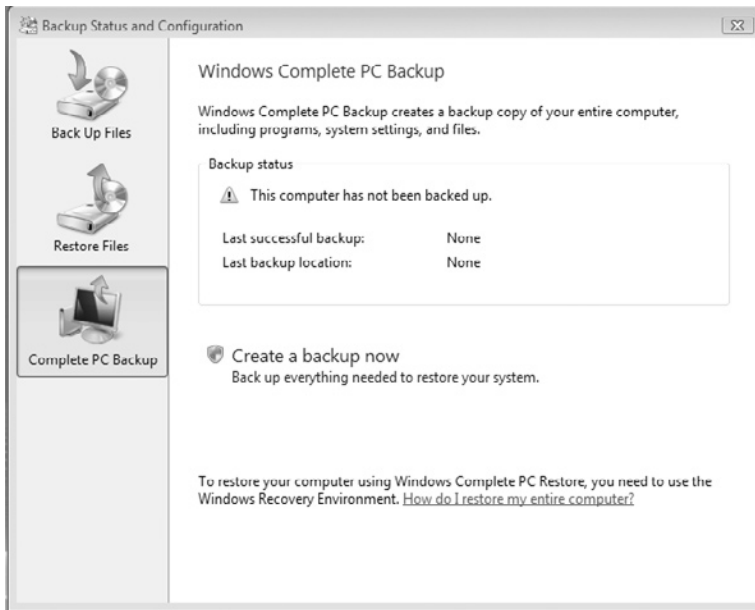 Backup Status and Configuration
Back Up Files
Restore Files
Complete PC Backup
Windows Complete PC Backup
Windows Complete PC Backup creates a backup copy of your entire computer,
including programs, system settings, and files.
Backup status
This computer has not been backed up.
Last successful backup: None
Last backup location: None
Create a backup now
Back up everything needed to restore your system.
To restore your computer using Windows Complete PC Restore, you need to use the
Windows Recovery Environment. How do I restore my entire computer?